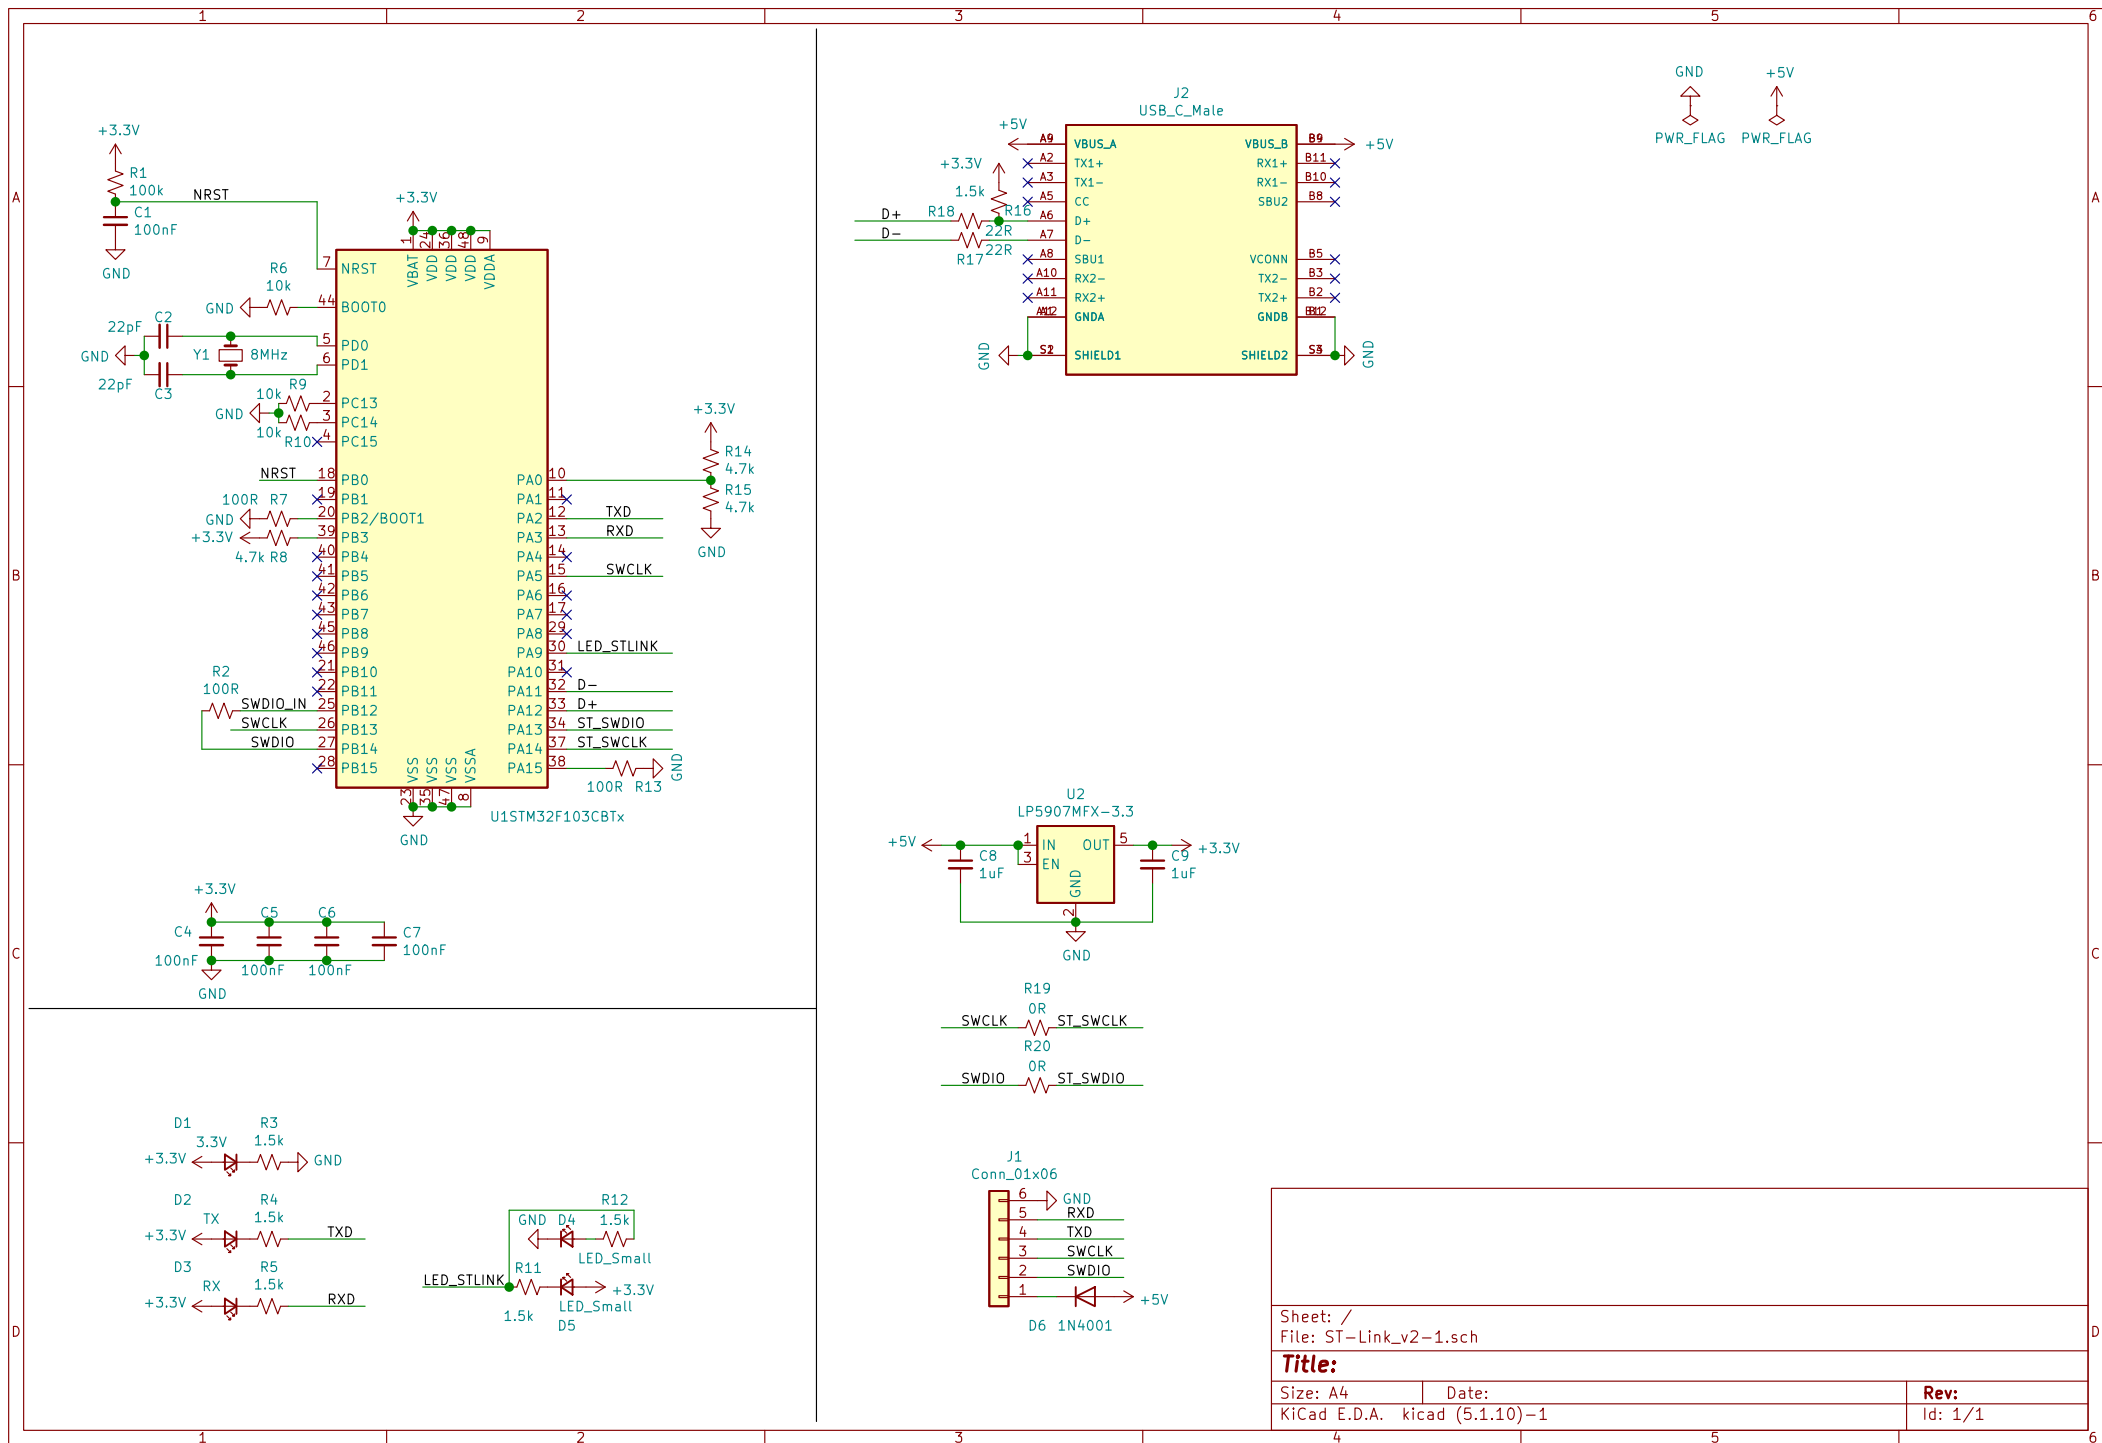 1 2 3 4 5 6
A B C D
+3.3V
R1
100k
NRST
C1
100nF
GND
+3.3V
1 24 36 48 9
VBAT VDD VDD VDD VDDA
7 NRST
R6
10k
GND
44 BOOT0
C2
22pF
5 PD0
GND
Y1 8MHz
6 PD1
22pF
C3
R9
10k
2 PC13
GND
3 PC14
10k
R10
4 PC15
NRST
18 PB0
19 PB1
100R R7
GND
20 PB2/BOOT1
+3.3V
39 PB3
4.7k R8
40 PB4
41 PB5
42 PB6
43 PB7
45 PB8
46 PB9
21 PB10
22 PB11
R2
100R
SWDIO_IN
25 PB12
SWCLK
26 PB13
SWDIO
27 PB14
28 PB15
PA0 10
PA1 11
PA2 12 TXD
PA3 13 RXD
PA4 14
PA5 15 SWCLK
PA6 16
PA7 17
PA8 29
PA9 30 LED_STLINK
PA10 31
PA11 32 D-
PA12 33 D+
PA13 34 ST_SWDIO
PA14 37 ST_SWCLK
PA15 38
100R R13
GND
+3.3V
R14
4.7k
R15
4.7k
GND
VSS VSS VSS VSSA
23 35 47 8
GND
U1STM32F103CBTx
+3.3V
C4
100nF
C5
100nF
C6
100nF
C7
100nF
GND
D1
3.3V
+3.3V
R3
1.5k
GND
D2
TX
+3.3V
R4
1.5k
TXD
D3
RX
+3.3V
R5
1.5k
RXD
R12
1.5k
GND D4
LED_Small
LED_STLINK
R11
1.5k
+3.3V
LED_Small
D5
J2
USB_C_Male
+5V
A9 VBUS_A
A2 TX1+
A3 TX1-
A5 CC
A6 D+
A7 D-
A8 SBU1
A10 RX2-
A11 RX2+
A12 GNDA
SHIELD1
VBUS_B B9
+5V
RX1+ B11
RX1- B10
SBU2 B8
VCONN B5
TX2- B3
TX2+ B2
GNDB B12
SHIELD2
+3.3V
1.5k
R16
D+
R18
22R
D-
R17
22R
GND
GND
GND
PWR_FLAG
+5V
PWR_FLAG
U2
LP5907MFX-3.3
+5V
1 IN
3 EN
OUT 5
GND
2
C8
1uF
C9
1uF
+3.3V
GND
R19
0R
SWCLK ST_SWCLK
R20
0R
SWDIO ST_SWDIO
J1
Conn_01x06
6 GND
5 RXD
4 TXD
3 SWCLK
2 SWDIO
1
+5V
D6 1N4001
Sheet: /
File: ST-Link_v2-1.sch
Title:
Size: A4 Date: Rev:
KiCad E.D.A. kicad (5.1.10)-1 Id: 1/1
A B C D
1 2 3 4 5 6